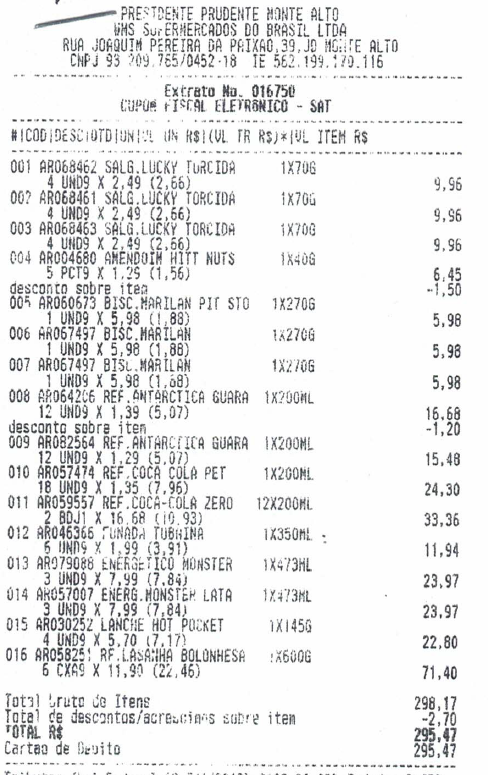 PRESIDENTE PRUDENTE MONTE ALTO
WMS SUPERMERCADOS DO BRASIL LTDA
RUA JOAQUIM PEREIRA DA PAIXAO,39,JD MONTE ALTO
CNPJ 93 209.765/0452-18 IE 562.199.170.116
Extrato No. 016750
CUPOM FISCAL ELETRONICO - SAT
#|COD|DESC|QTD|UN|VL UN R$|(VL TR R$)*|VL ITEM R$
001 AR068462 SALG.LUCKY TORCIDA 1X70G
4 UND9 X 2,49 (2,66) 9,96
002 AR068461 SALG.LUCKY TORCIDA 1X70G
4 UND9 X 2,49 (2,66) 9,96
003 AR068463 SALG.LUCKY TORCIDA 1X70G
4 UND9 X 2,49 (2,66) 9,96
004 AR004680 AMENDOIM HITT NUTS 1X40G
5 PCT9 X 1,29 (1,56) 6,45
desconto sobre item -1,50
005 AR060673 BISC.MARILAN PIT STO 1X270G
1 UND9 X 5,98 (1,88) 5,98
006 AR067497 BISC.MARILAN 1X270G
1 UND9 X 5,98 (1,88) 5,98
007 AR067497 BISC.MARILAN 1X270G
1 UND9 X 5,98 (1,88) 5,98
008 AR064206 REF.ANTARCTICA GUARA 1X200ML
12 UND9 X 1,39 (5,07) 16,68
desconto sobre item -1,20
009 AR082564 REF.ANTARCTICA GUARA 1X200ML
12 UND9 X 1,29 (5,07) 15,48
010 AR057474 REF.COCA COLA PET 1X200ML
18 UND9 X 1,35 (7,96) 24,30
011 AR059557 REF.COCA-COLA ZERO 12X200ML
2 BDJ1 X 16,68 (10,93) 33,36
012 AR046366 FUNADA TUBAINA 1X350ML
6 UND9 X 1,99 (3,91) 11,94
013 AR079088 ENERGETICO MONSTER 1X473ML
3 UND9 X 7,99 (7,84) 23,97
014 AR057007 ENERG.MONSTER LATA 1X473ML
3 UND9 X 7,99 (7,84) 23,97
015 AR030252 LANCHE HOT POCKET 1X145G
4 UND9 X 5,70 (7,17) 22,80
016 AR058251 RF.LASANHA BOLONHESA 1X600G
6 CXA9 X 11,90 (22,46) 71,40
Total Bruto de Itens 298,17
Total de descontos/acrescimos sobre item -2,70
TOTAL R$ 295,47
Cartao de Debito 295,47